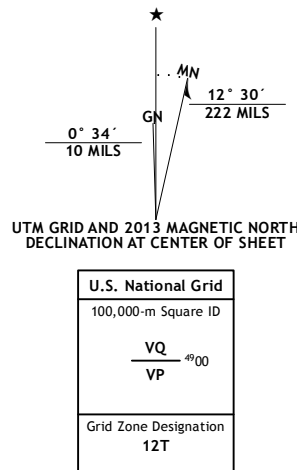 ★
MN
GN
12° 30´
222 MILS
0° 34´
10 MILS
UTM GRID AND 2013 MAGNETIC NORTH
DECLINATION AT CENTER OF SHEET
U.S. National Grid
100,000-m Square ID
VQ
4900
VP
Grid Zone Designation
12T